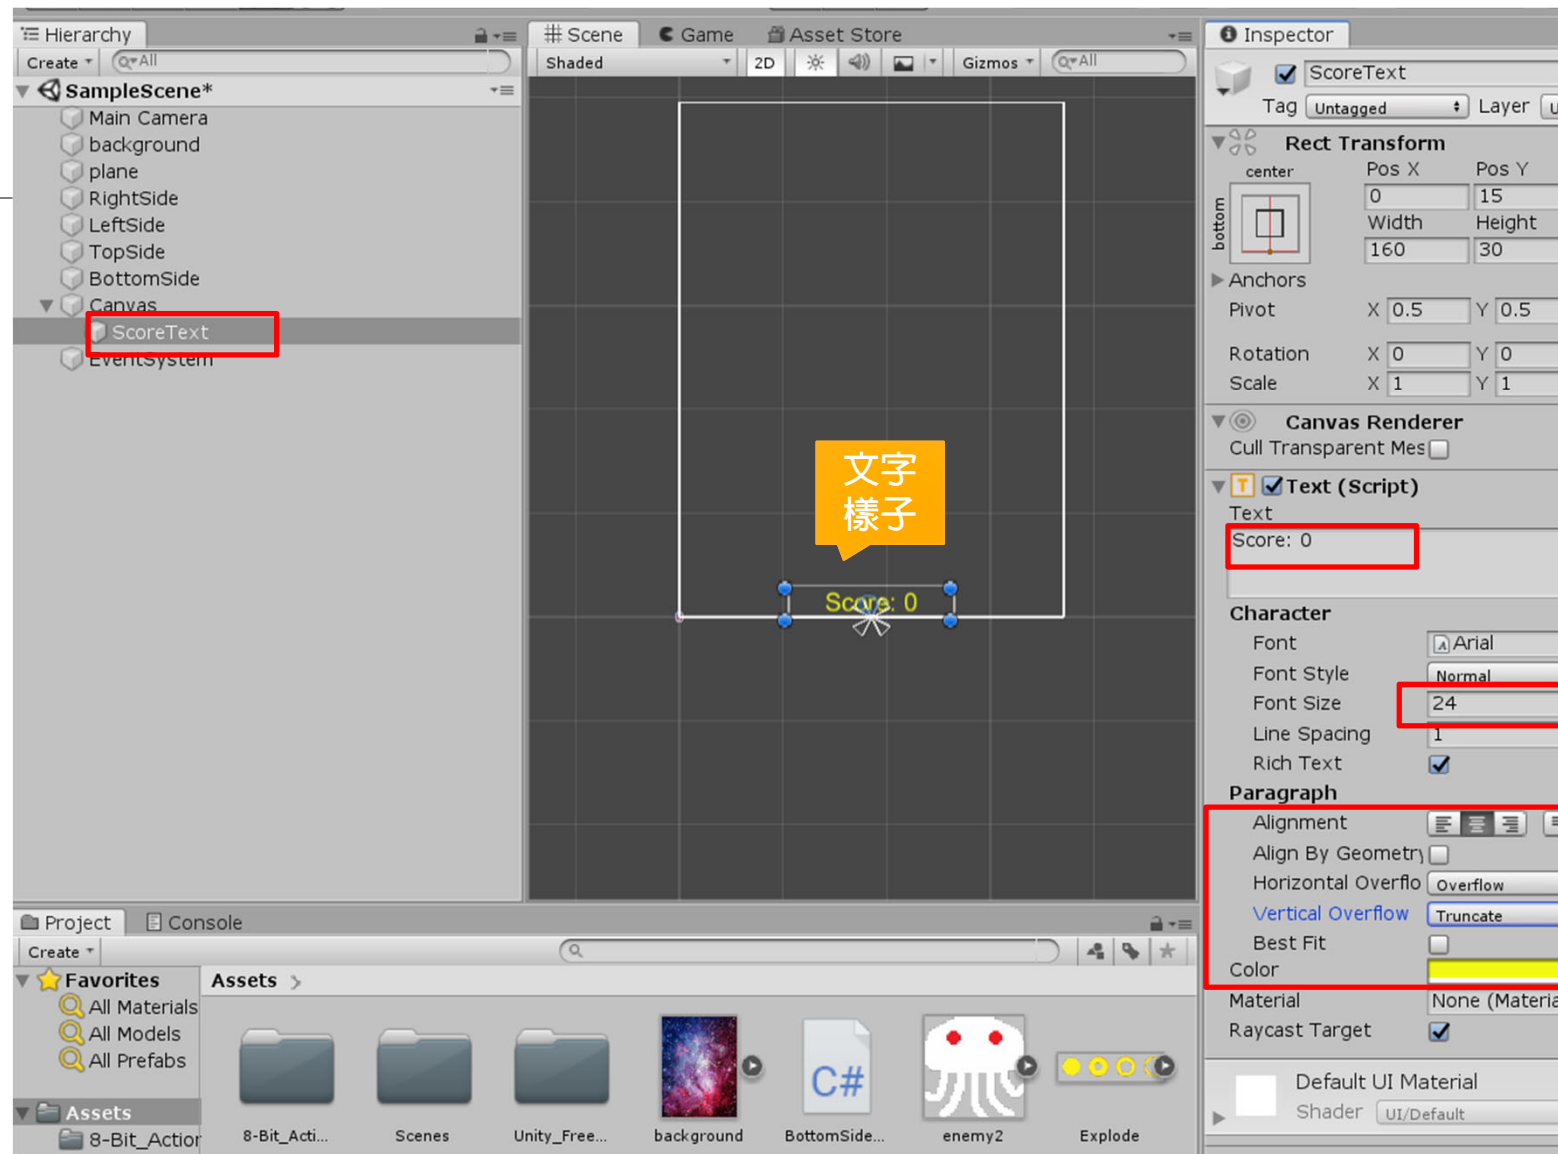 Hierarchy
Create
All
SampleScene*
Main Camera
background
plane
RightSide
LeftSide
TopSide
BottomSide
Canvas
ScoreText
EventSystem
Scene
Game
Asset Store
Shaded
2D
Gizmos
All
文字
樣子
Score: 0
Inspector
ScoreText
Tag Untagged Layer
Rect Transform
center
bottom
Pos X Pos Y
0 15
Width Height
160 30
Anchors
Pivot X 0.5 Y 0.5
Rotation X 0 Y 0
Scale X 1 Y 1
Canvas Renderer
Cull Transparent Mes
Text (Script)
Text
Score: 0
Character
Font Arial
Font Style Normal
Font Size 24
Line Spacing 1
Rich Text
Paragraph
Alignment
Align By Geometry
Horizontal Overflo Overflow
Vertical Overflow Truncate
Best Fit
Color
Material None (Materia
Raycast Target
Default UI Material
Shader UI/Default
Project
Console
Create
Favorites
All Materials
All Models
All Prefabs
Assets
8-Bit_Action
Assets
8-Bit_Acti...
Scenes
Unity_Free...
background
C#
BottomSide...
enemy2
Explode